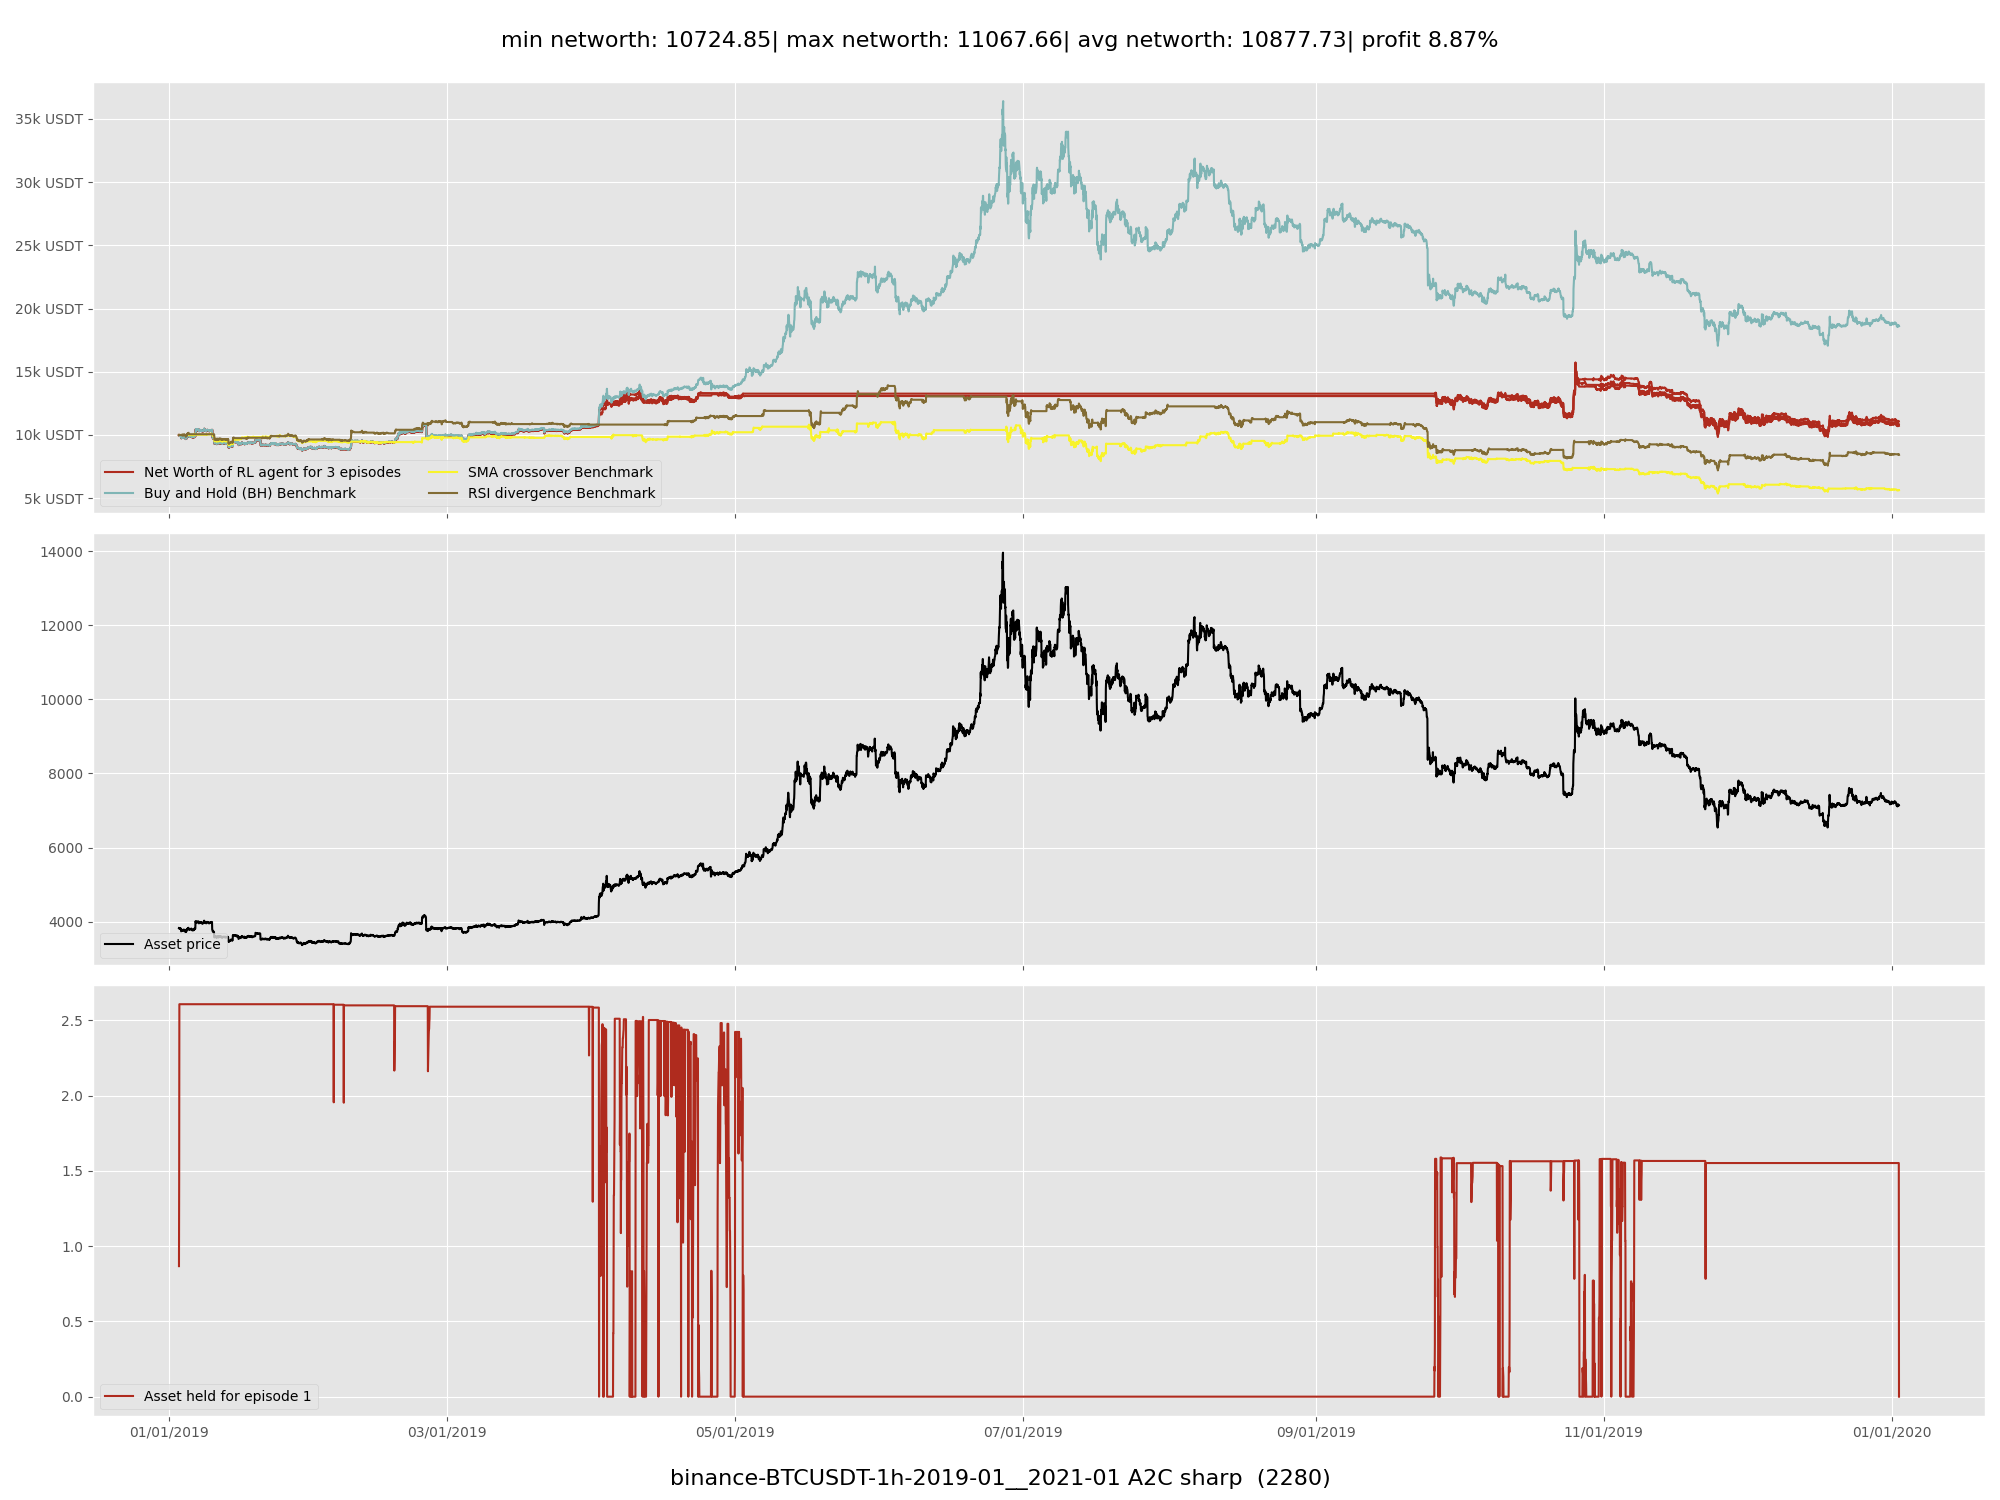 min networth: 10724.85| max networth: 11067.66| avg networth: 10877.73| profit 8.87%
35k USDT
30k USDT
25k USDT
20k USDT
15k USDT
10k USDT
5k USDT
Net Worth of RL agent for 3 episodes
Buy and Hold (BH) Benchmark
SMA crossover Benchmark
RSI divergence Benchmark
14000
12000
10000
8000
6000
4000
Asset price
2.5
2.0
1.5
1.0
0.5
0.0
Asset held for episode 1
01/01/2019 03/01/2019 05/01/2019 07/01/2019 09/01/2019 11/01/2019 01/01/2020
binance-BTCUSDT-1h-2019-01__2021-01 A2C sharp (2280)